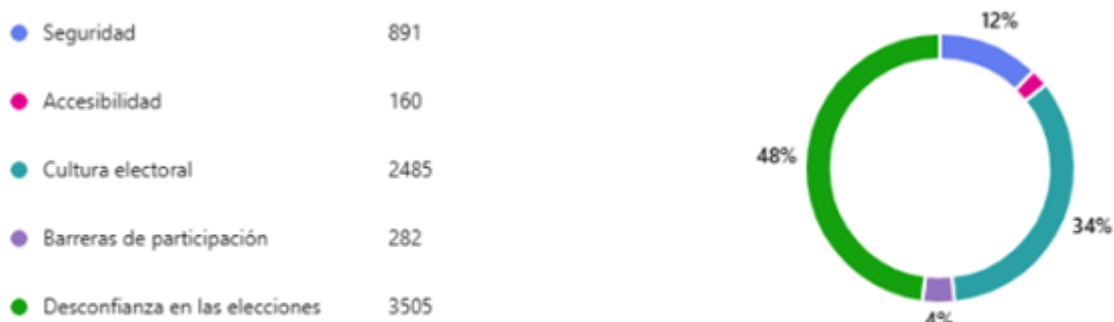 Seguridad 891
Accesibilidad 160
Cultura electoral 2485
Barreras de participación 282
Desconfianza en las elecciones 3505
12%
48%
34%
4%